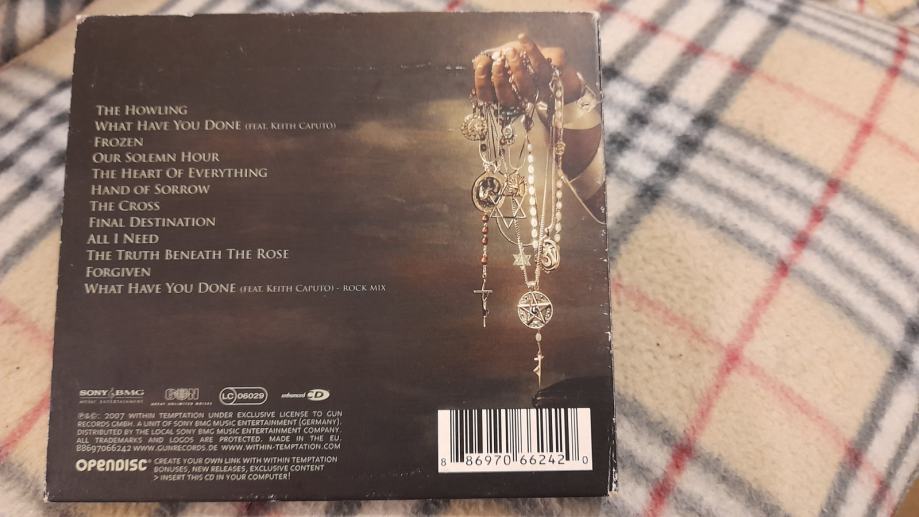 THE HOWLING
WHAT HAVE YOU DONE (FEAT. KEITH CAPUTO)
FROZEN
OUR SOLEMN HOUR
THE HEART OF EVERYTHING
HAND OF SORROW
THE CROSS
FINAL DESTINATION
ALL I NEED
THE TRUTH BENEATH THE ROSE
FORGIVEN
WHAT HAVE YOU DONE (FEAT. KEITH CAPUTO) - ROCK MIX
SONY BMG
MUSIC ENTERTAINMENT
GUN
GREAT UNLIMITED NOISES
LC 06029
enhanced CD
℗&©: 2007 WITHIN TEMPTATION UNDER EXCLUSIVE LICENSE TO GUN
RECORDS GMBH. A UNIT OF SONY BMG MUSIC ENTERTAINMENT (GERMANY).
DISTRIBUTED BY THE LOCAL SONY BMG MUSIC ENTERTAINMENT COMPANY.
ALL TRADEMARKS AND LOGOS ARE PROTECTED. MADE IN THE EU.
88697066242 WWW.GUNRECORDS.DE WWW.WITHIN-TEMPTATION.COM
OPENDISC CREATE YOUR OWN LINK WITH WITHIN TEMPTATION
BONUSES, NEW RELEASES, EXCLUSIVE CONTENT
> INSERT THIS CD IN YOUR COMPUTER!
8 86970 66242 0